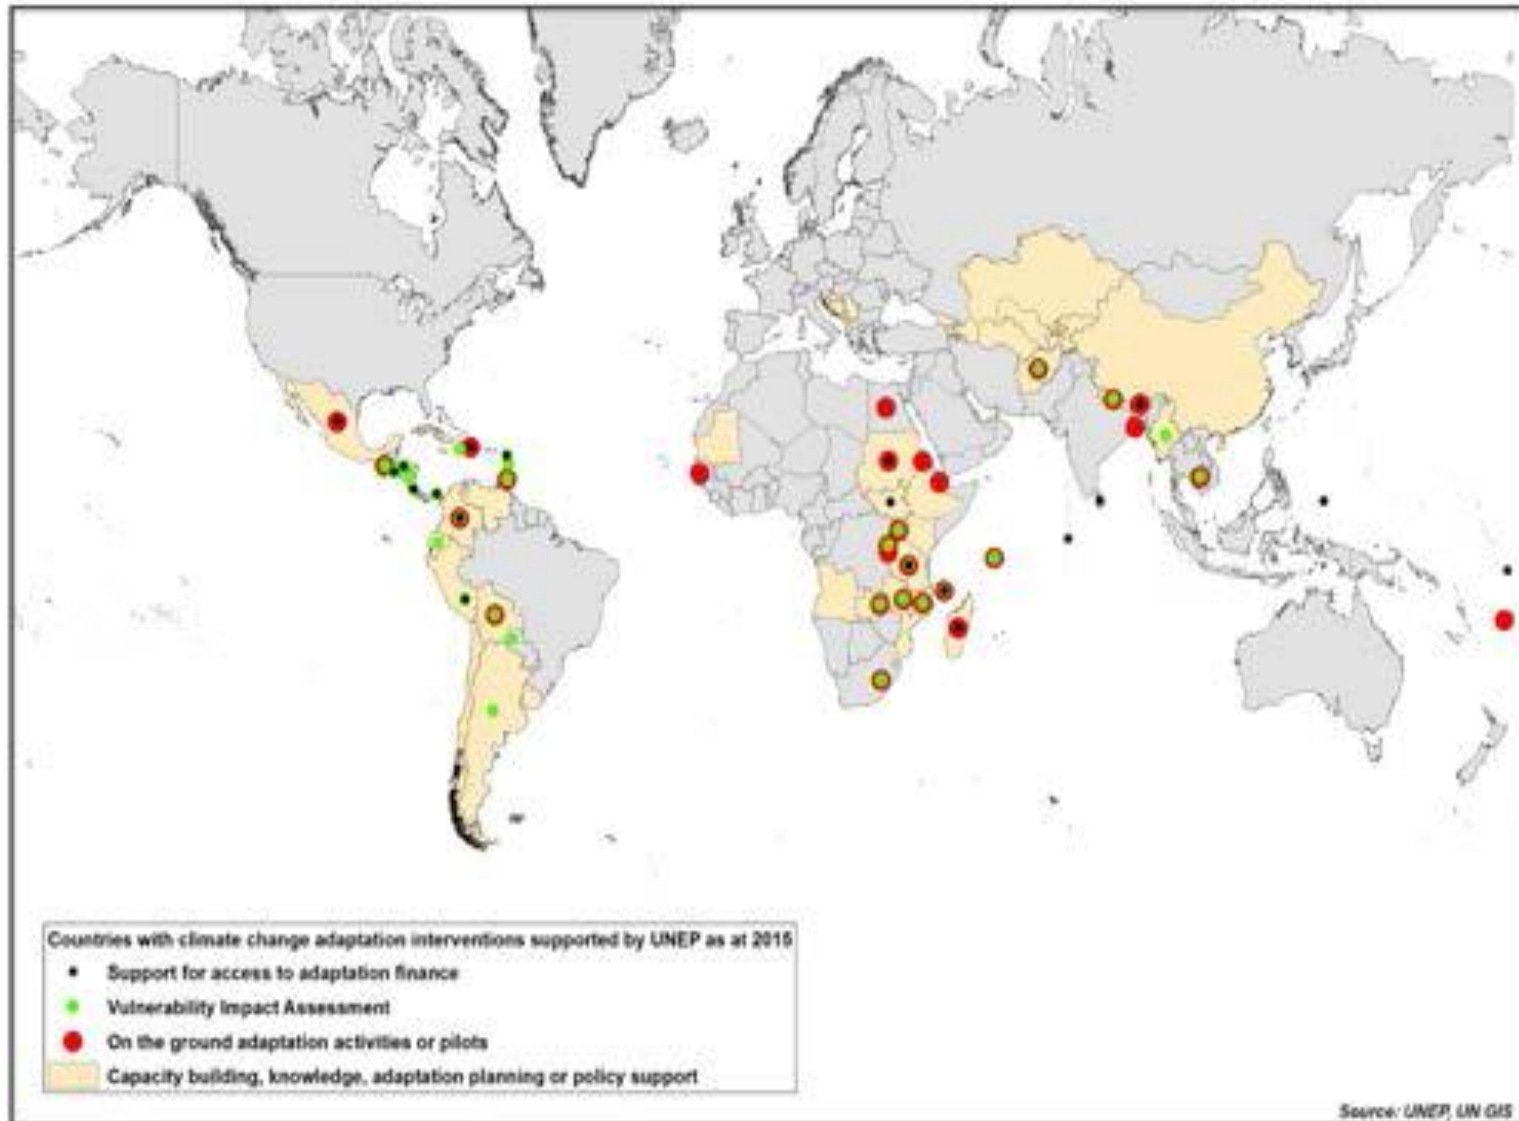 Countries with climate change adaptation interventions supported by UNEP as at 2015
Support for access to adaptation finance
Vulnerability Impact Assessment
On the ground adaptation activities or pilots
Capacity building, knowledge, adaptation planning or policy support
Source: UNEP, UN GIS